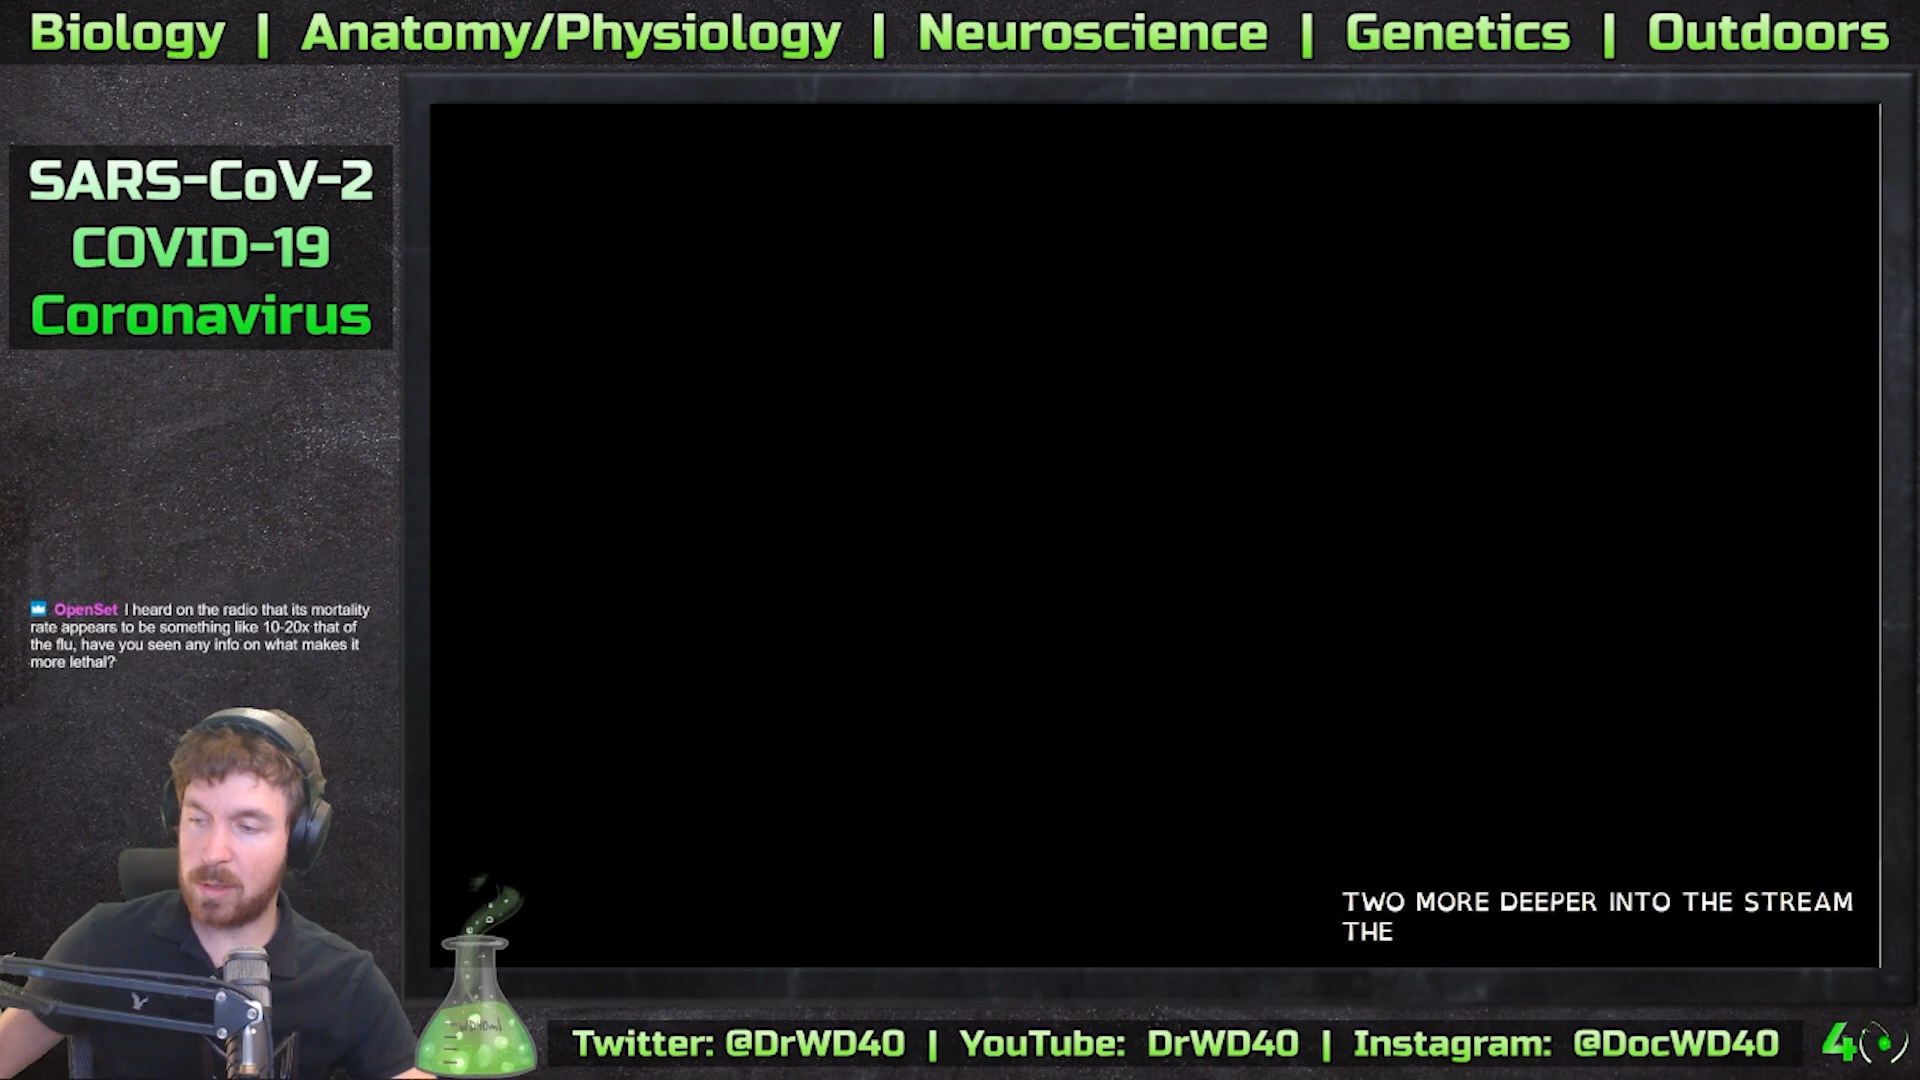 Biology | Anatomy/Physiology | Neuroscience | Genetics | Outdoors
SARS-CoV-2
COVID-19
Coronavirus
OpenSet I heard on the radio that its mortality
rate appears to be something like 10-20x that of
the flu, have you seen any info on what makes it
more lethal?
TWO MORE DEEPER INTO THE STREAM
THE
WD40ml
Twitter: @DrWD40 | YouTube: DrWD40 | Instagram: @DocWD40
40